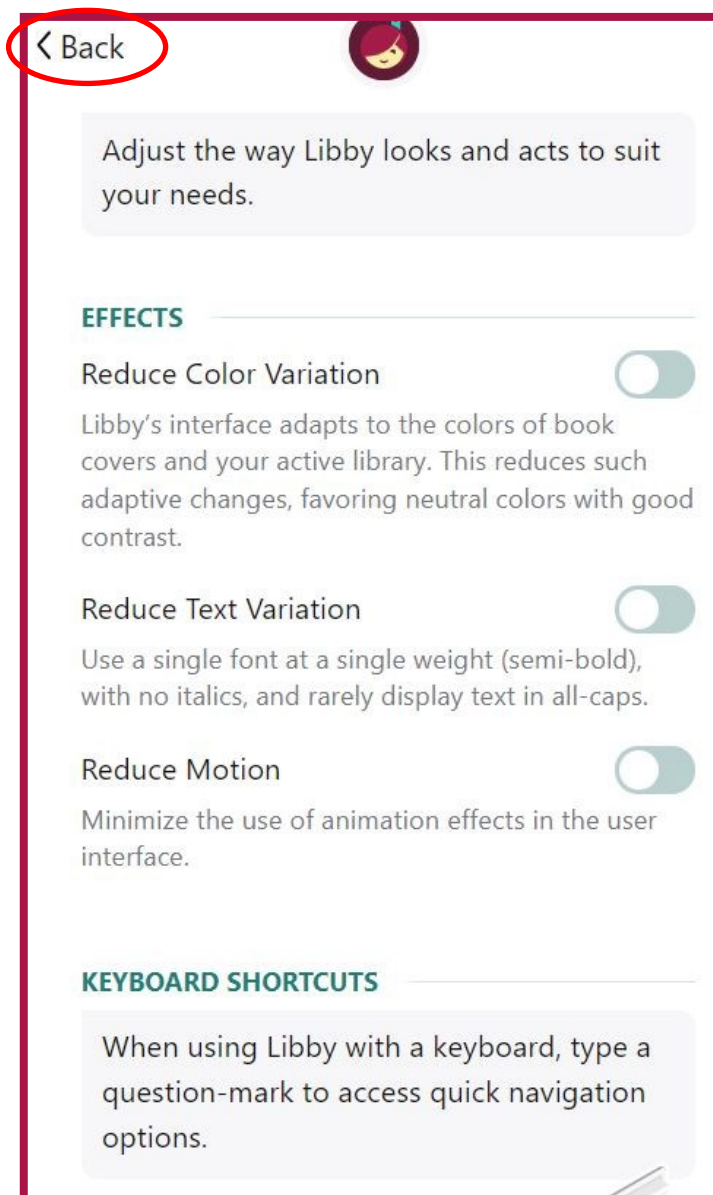 Back
Adjust the way Libby looks and acts to suit
your needs.
EFFECTS
Reduce Color Variation
Libby’s interface adapts to the colors of book
covers and your active library. This reduces such
adaptive changes, favoring neutral colors with good
contrast.
Reduce Text Variation
Use a single font at a single weight (semi-bold),
with no italics, and rarely display text in all-caps.
Reduce Motion
Minimize the use of animation effects in the user
interface.
KEYBOARD SHORTCUTS
When using Libby with a keyboard, type a
question-mark to access quick navigation
options.